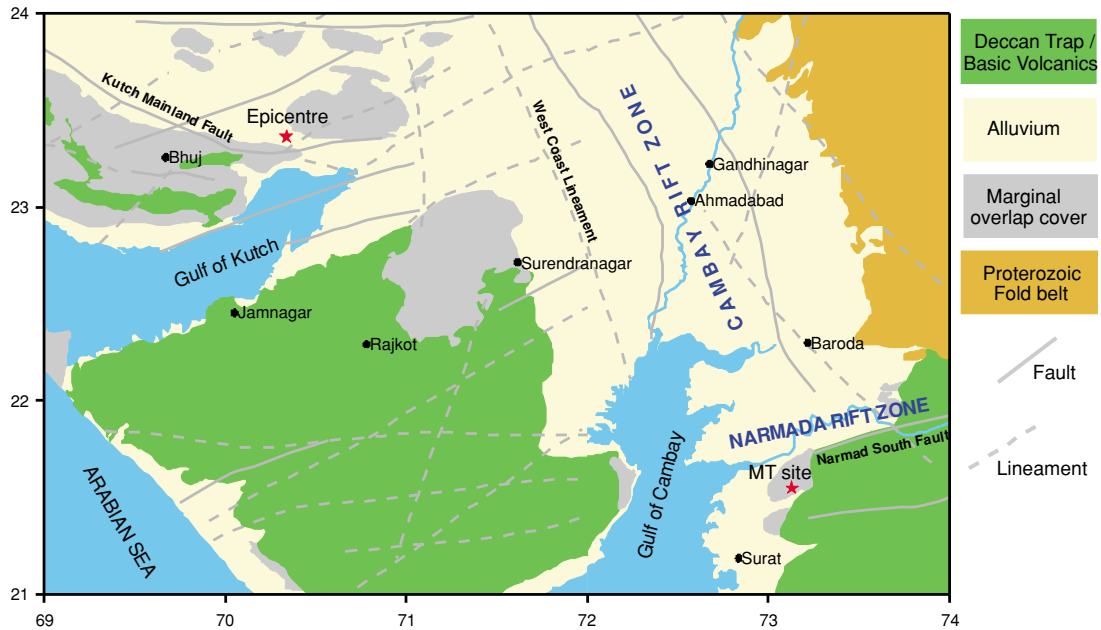 24
23
22
21
69
70
71
72
73
74
Kutch Mainland Fault
Epicentre
Bhuj
Gulf of Kutch
Jamnagar
Rajkot
Surendranagar
West Coast Lineament
CAMBAY RIFT ZONE
Gandhinagar
Ahmadabad
Baroda
NARMADA RIFT ZONE
Narmad South Fault
MT site
Gulf of Cambay
Surat
ARABIAN SEA
Deccan Trap /
Basic Volcanics
Alluvium
Marginal
overlap cover
Proterozoic
Fold belt
Fault
Lineament